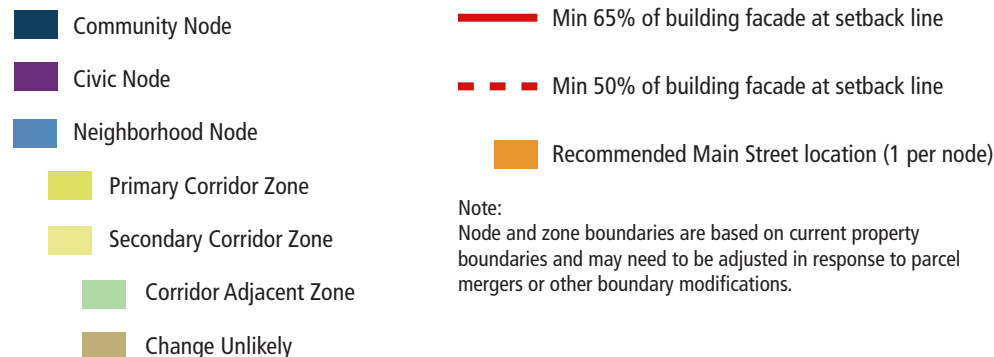 Community Node
Civic Node
Neighborhood Node
Primary Corridor Zone
Secondary Corridor Zone
Corridor Adjacent Zone
Change Unlikely
Min 65% of building facade at setback line
Min 50% of building facade at setback line
Recommended Main Street location (1 per node)
Note:
Node and zone boundaries are based on current property
boundaries and may need to be adjusted in response to parcel
mergers or other boundary modifications.